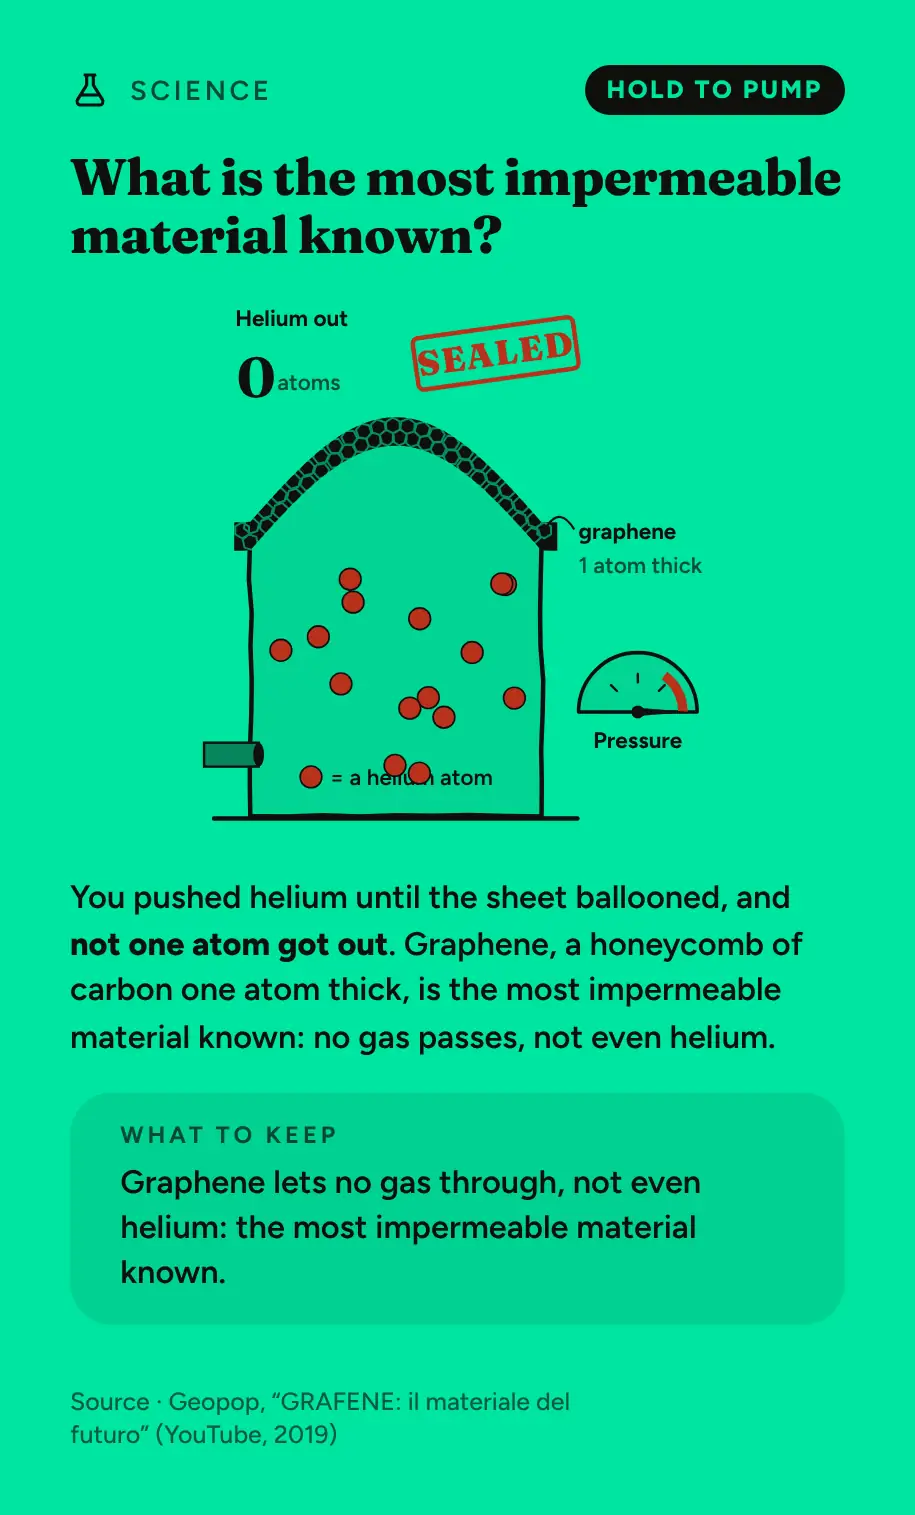 SCIENCE
HOLD TO PUMP
What is the most impermeable
material known?
Helium out
0 atoms
SEALED
graphene
1 atom thick
Pressure
= a helium atom
You pushed helium until the sheet ballooned, and
not one atom got out. Graphene, a honeycomb of
carbon one atom thick, is the most impermeable
material known: no gas passes, not even helium.
WHAT TO KEEP
Graphene lets no gas through, not even
helium: the most impermeable material
known.
Source · Geopop, “GRAFENE: il materiale del
futuro” (YouTube, 2019)